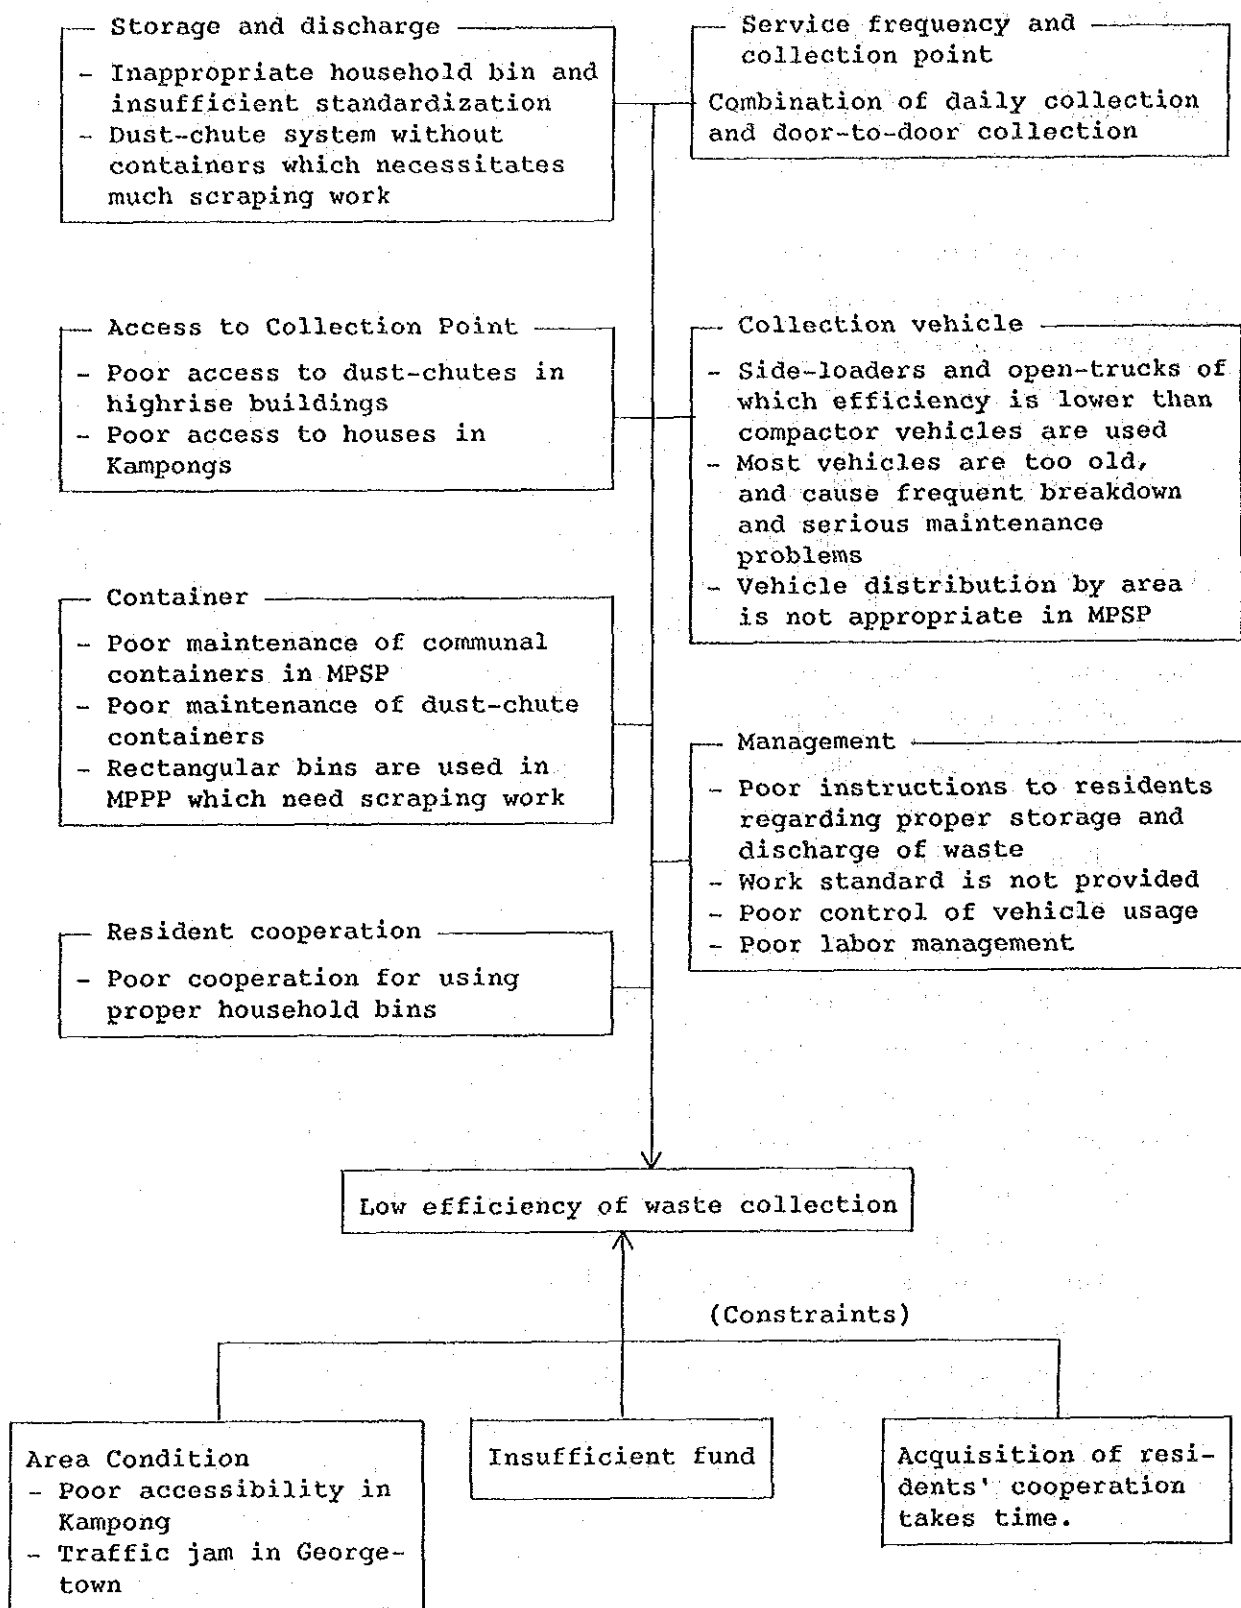 Storage and discharge
- Inappropriate household bin and
insufficient standardization
- Dust-chute system without
containers which necessitates
much scraping work
Service frequency and
collection point
Combination of daily collection
and door-to-door collection
Access to Collection Point
- Poor access to dust-chutes in
highrise buildings
- Poor access to houses in
Kampongs
Collection vehicle
- Side-loaders and open-trucks of
which efficiency is lower than
compactor vehicles are used
- Most vehicles are too old,
and cause frequent breakdown
and serious maintenance
problems
- Vehicle distribution by area
is not appropriate in MPSP
Container
- Poor maintenance of communal
containers in MPSP
- Poor maintenance of dust-chute
containers
- Rectangular bins are used in
MPPP which need scraping work
Management
- Poor instructions to residents
regarding proper storage and
discharge of waste
- Work standard is not provided
- Poor control of vehicle usage
- Poor labor management
Resident cooperation
- Poor cooperation for using
proper household bins
Low efficiency of waste collection
(Constraints)
Area Condition
- Poor accessibility in
Kampong
- Traffic jam in George-
town
Insufficient fund
Acquisition of resi-
dents' cooperation
takes time.